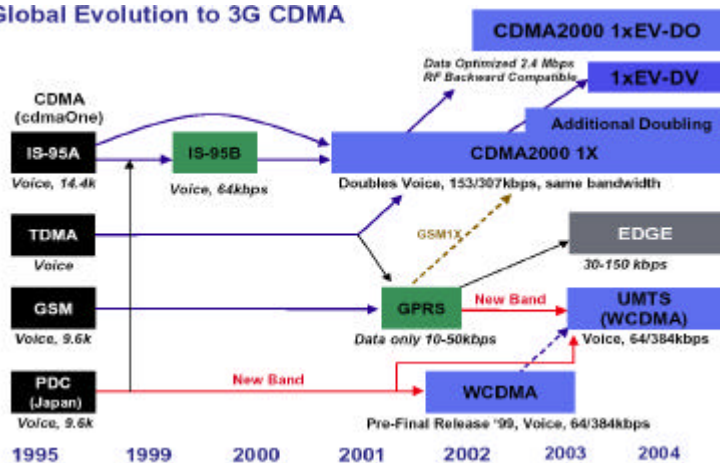 Global Evolution to 3G CDMA
CDMA2000 1xEV-DO
Data Optimized 2.4 Mbps
RF Backward Compatible
1xEV-DV
CDMA
(cdmaOne)
Additional Doubling
IS-95A
IS-95B
CDMA2000 1X
Voice, 14.4k
Voice, 64kbps
Doubles Voice, 153/307kbps, same bandwidth
TDMA
GSM1X
EDGE
Voice
30-150 kbps
GSM
GPRS
New Band
UMTS
(WCDMA)
Voice, 9.6k
Data only 10-50kbps
Voice, 64/384kbps
PDC
(Japan)
New Band
WCDMA
Voice, 9.6k
Pre-Final Release '99, Voice, 64/384kbps
1995 1999 2000 2001 2002 2003 2004